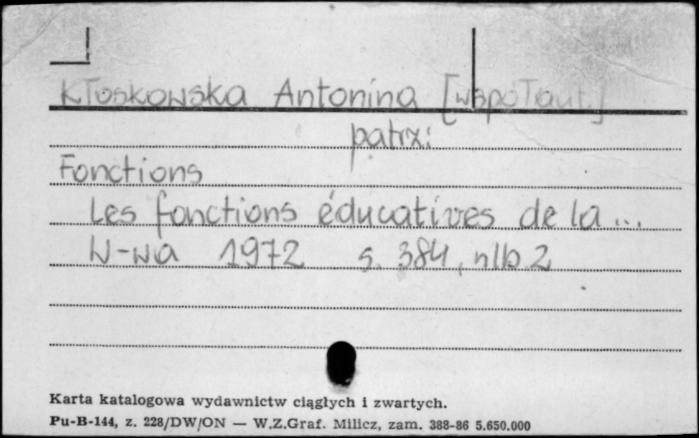 Kłoskowska Antonina [współaut.]
patrz:
Fonctions
Les fonctions éducatives de la...
W-wa 1972 s. 384, nlb 2
Karta katalogowa wydawnictw ciągłych i zwartych.
Pu-B-144, z. 228/DW/ON — W.Z.Graf. Milicz, zam. 388-86 5.650.000